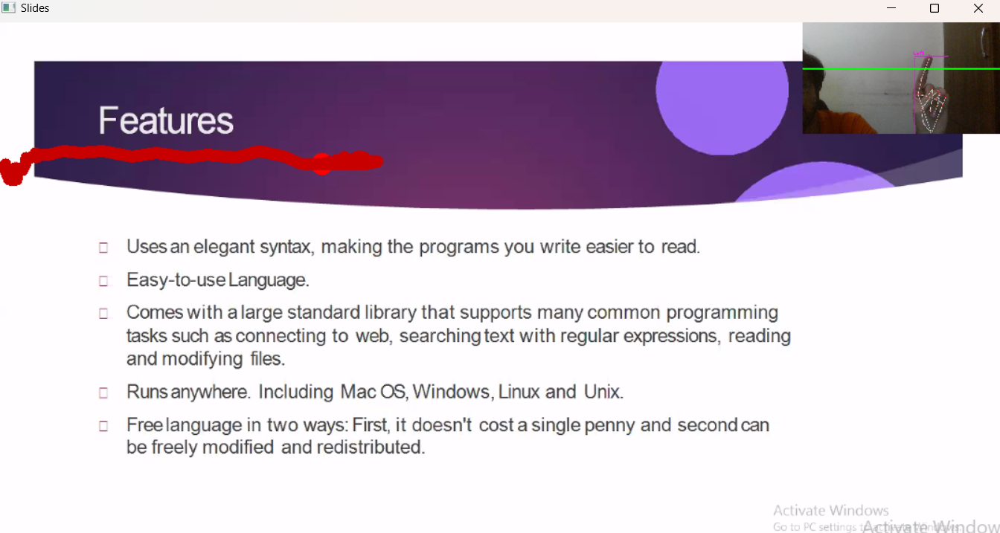 Slides
Left
Features
Uses an elegant syntax, making the programs you write easier to read.
Easy-to-use Language.
Comes with a large standard library that supports many common programming
tasks such as connecting to web, searching text with regular expressions, reading
and modifying files.
Runs anywhere. Including Mac OS, Windows, Linux and Unix.
Free language in two ways: First, it doesn't cost a single penny and second can
be freely modified and redistributed.
Activate Windows
Go to PC settings to activate Windows.
Activate Window